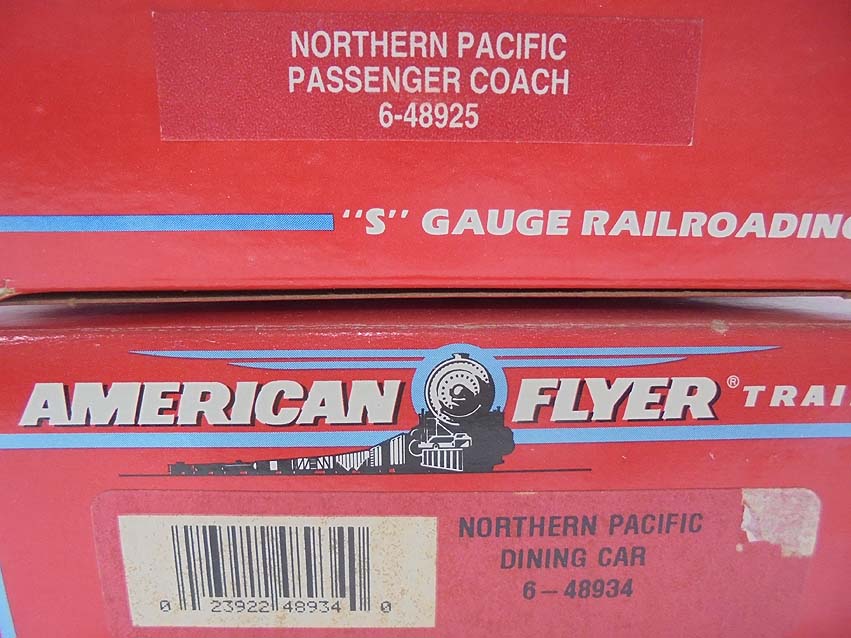 NORTHERN PACIFIC
PASSENGER COACH
6-48925
"S" GAUGE RAILROADING
AMERICAN FLYER® TRAI
NORTHERN PACIFIC
DINING CAR
6-48934
0 23922 48934 0